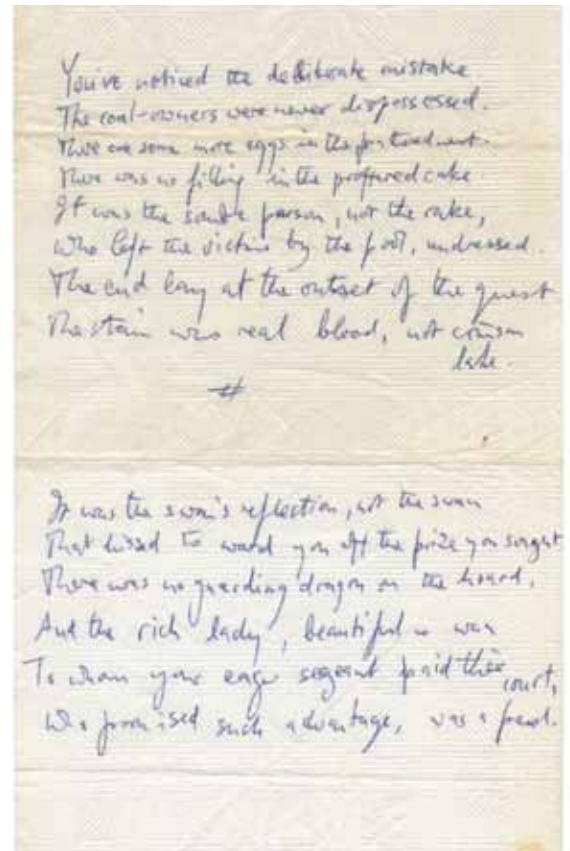 You've noticed the deliberate mistake.
The coal-owners were never dispossessed.
There are some more eggs in the
There was no filling in the proffered cake.
It was the parson, not the rake,
Who left the victim by the pool, undressed.
The end lay at the outset of the quest
The stain was real blood, not crimson
lake.
It was the swan's reflection, not the swan
That hissed to ward you off the prize you sought
There was no guarding dragon on the hoard,
And the rich lady, beautiful wan
To whom your eager paid
court,
Who promised such advantage, was a fraud.